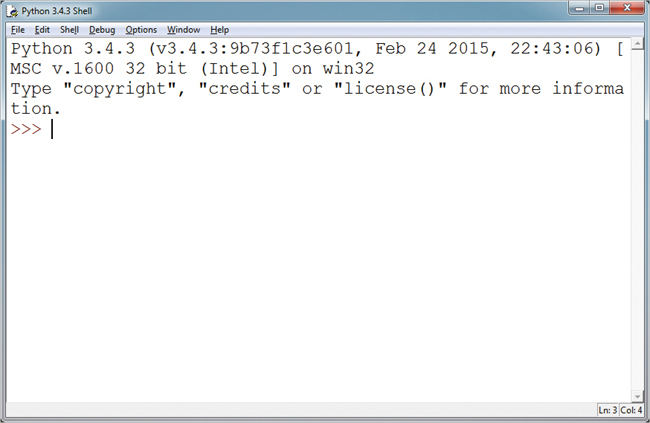 Python 3.4.3 Shell
File Edit Shell Debug Options Window Help
Python 3.4.3 (v3.4.3:9b73f1c3e601, Feb 24 2015, 22:43:06) [
MSC v.1600 32 bit (Intel)] on win32
Type "copyright", "credits" or "license()" for more informa
tion.
>>>
Ln: 3 Col: 4